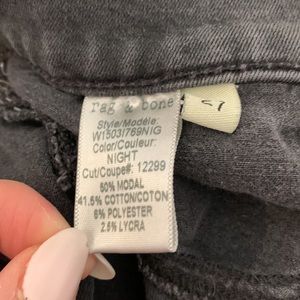 rag & bone
Style/Modéle:
W1503I769NIG
Color/Couleur:
NIGHT
Cut/Coupe#: 12299
50% MODAL
41.5% COTTON/COTON
6% POLYESTER
2.5% LYCRA